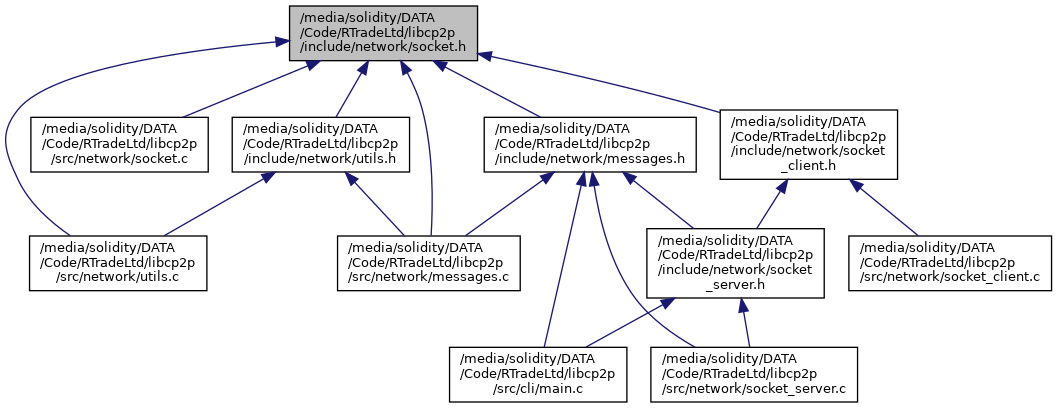 /media/solidity/DATA
/Code/RTradeLtd/libcp2p
/include/network/socket.h
/media/solidity/DATA
/Code/RTradeLtd/libcp2p
/src/network/socket.c
/media/solidity/DATA
/Code/RTradeLtd/libcp2p
/include/network/utils.h
/media/solidity/DATA
/Code/RTradeLtd/libcp2p
/include/network/messages.h
/media/solidity/DATA
/Code/RTradeLtd/libcp2p
/include/network/socket
_client.h
/media/solidity/DATA
/Code/RTradeLtd/libcp2p
/src/network/utils.c
/media/solidity/DATA
/Code/RTradeLtd/libcp2p
/src/network/messages.c
/media/solidity/DATA
/Code/RTradeLtd/libcp2p
/include/network/socket
_server.h
/media/solidity/DATA
/Code/RTradeLtd/libcp2p
/src/network/socket_client.c
/media/solidity/DATA
/Code/RTradeLtd/libcp2p
/src/cli/main.c
/media/solidity/DATA
/Code/RTradeLtd/libcp2p
/src/network/socket_server.c